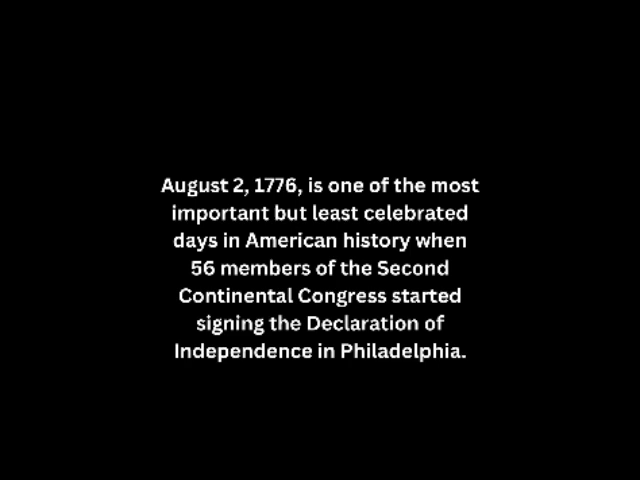 August 2, 1776, is one of the most
important but least celebrated
days in American history when
56 members of the Second
Continental Congress started
signing the Declaration of
Independence in Philadelphia.